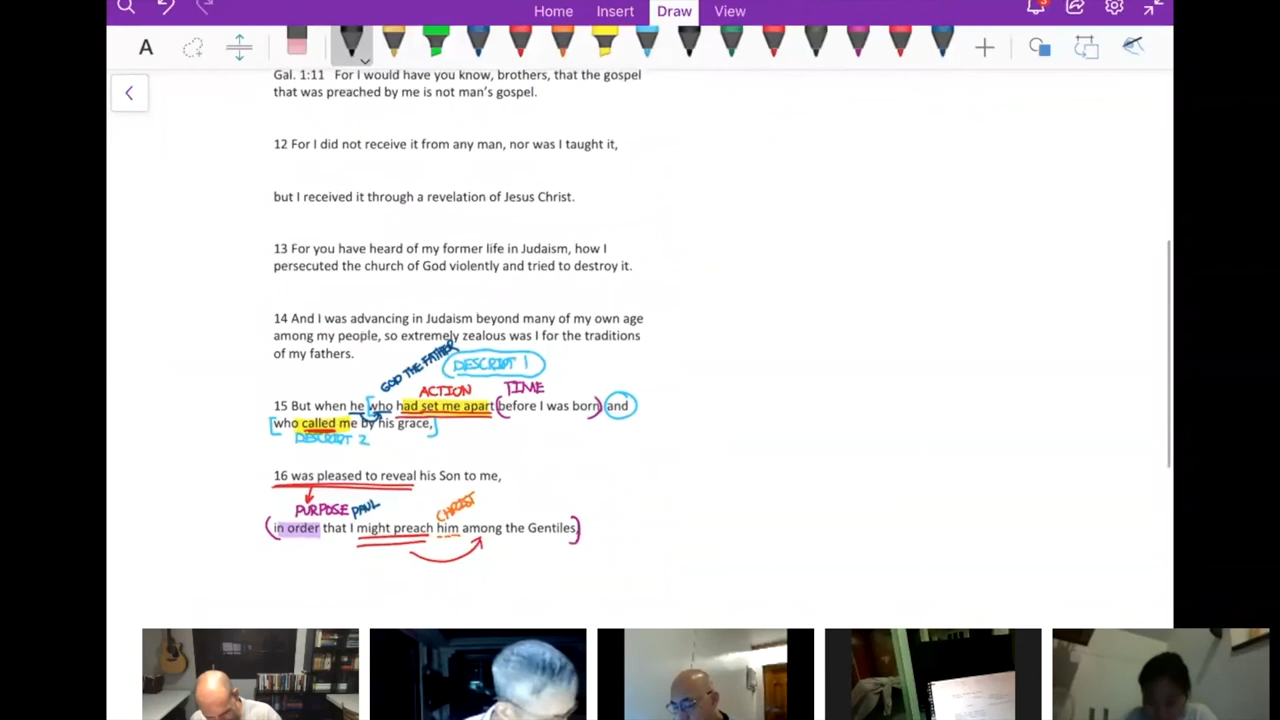 Home Insert Draw View
A
Gal. 1:11 For I would have you know, brothers, that the gospel
that was preached by me is not man's gospel.
12 For I did not receive it from any man, nor was I taught it,
but I received it through a revelation of Jesus Christ.
13 For you have heard of my former life in Judaism, how I
persecuted the church of God violently and tried to destroy it.
14 And I was advancing in Judaism beyond many of my own age
among my people, so extremely zealous was I for the traditions
of my fathers.
GOD THE FATHER DESCRIPT 1
ACTION TIME
15 But when he [who had set me apart (before I was born) and
[who called me by his grace,]
DESCRIPT 2
16 was pleased to reveal his Son to me,
PURPOSE PAUL CHRIST
(in order that I might preach him among the Gentiles,)